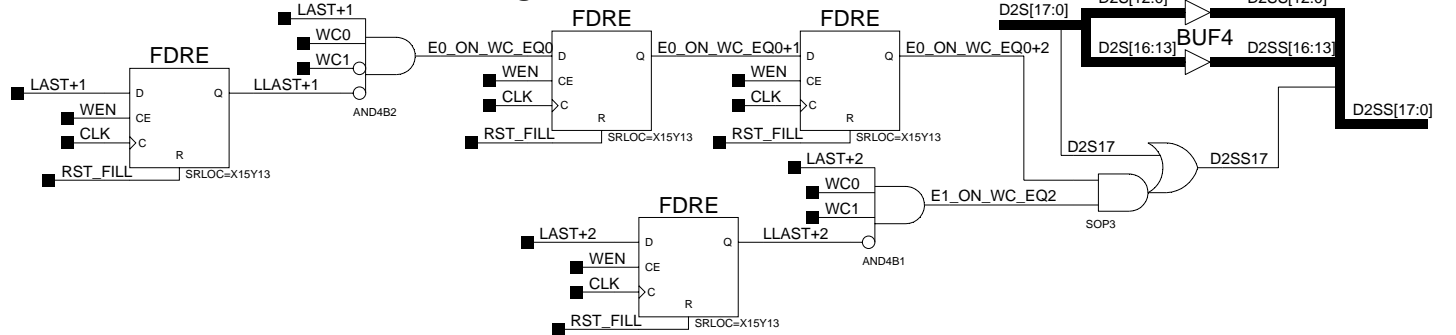 D2S[17:0]
D2SS[12:0]
LAST+1
WC0
WC1
AND4B2
E0_ON_WC_EQ0
FDRE
D
Q
CE
C
R
WEN
CLK
RST_FILL
SRLOC=X15Y13
E0_ON_WC_EQ0+1
FDRE
D
Q
CE
C
R
WEN
CLK
RST_FILL
SRLOC=X15Y13
E0_ON_WC_EQ0+2
BUF4
D2S[16:13]
D2SS[16:13]
D2SS[17:0]
FDRE
LAST+1
D
Q
LLAST+1
WEN
CE
CLK
C
R
RST_FILL
SRLOC=X15Y13
D2S17
D2SS17
SOP3
LAST+2
WC0
WC1
E1_ON_WC_EQ2
AND4B1
FDRE
LAST+2
D
Q
LLAST+2
WEN
CE
CLK
C
R
RST_FILL
SRLOC=X15Y13